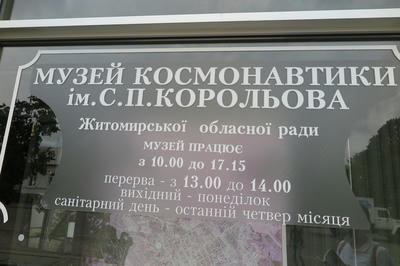 МУЗЕЙ КОСМОНАВТИКИ
ім.С.П.КОРОЛЬОВА
Житомирської обласної ради
МУЗЕЙ ПРАЦЮЄ
з 10.00 до 17.15
перерва - з 13.00 до 14.00
вихідний - понеділок
санітарний день - останній четвер місяця